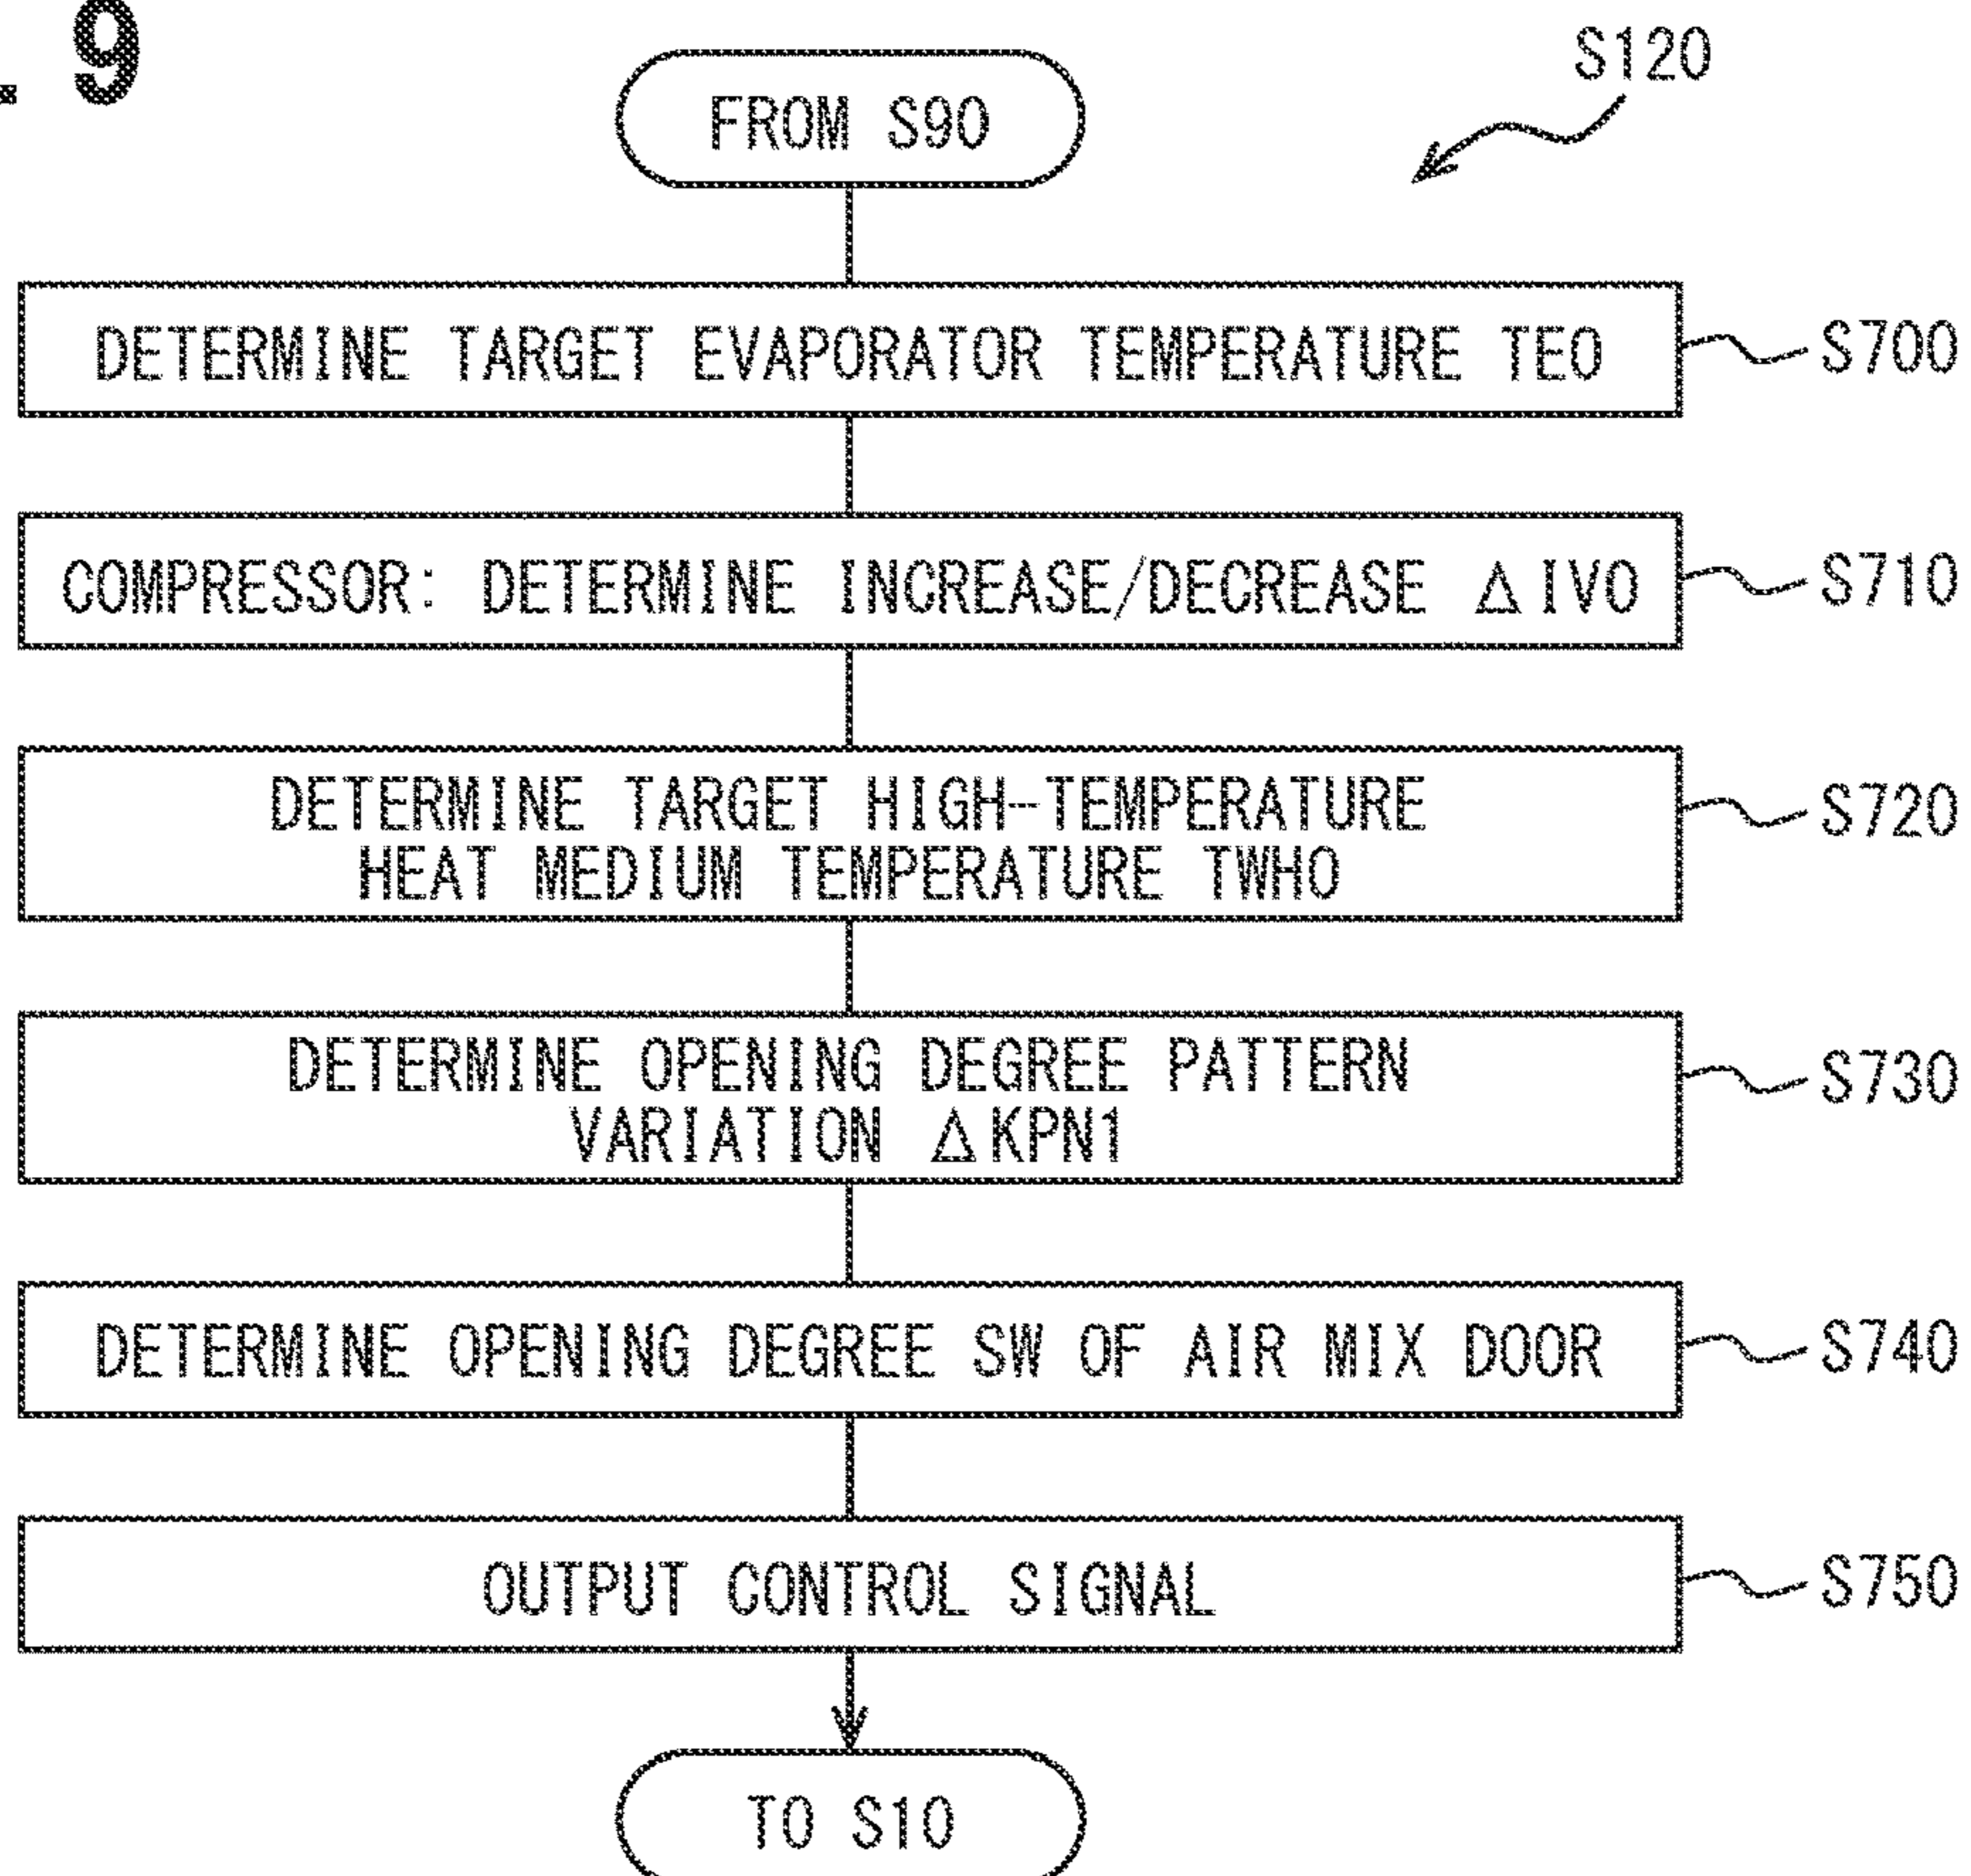 . 9
S120
FROM S90
DETERMINE TARGET EVAPORATOR TEMPERATURE TEO
S700
COMPRESSOR: DETERMINE INCREASE/DECREASE ΔIVO
S710
DETERMINE TARGET HIGH-TEMPERATURE
HEAT MEDIUM TEMPERATURE TWHO
S720
DETERMINE OPENING DEGREE PATTERN
VARIATION ΔKPN1
S730
DETERMINE OPENING DEGREE SW OF AIR MIX DOOR
S740
OUTPUT CONTROL SIGNAL
S750
TO S10